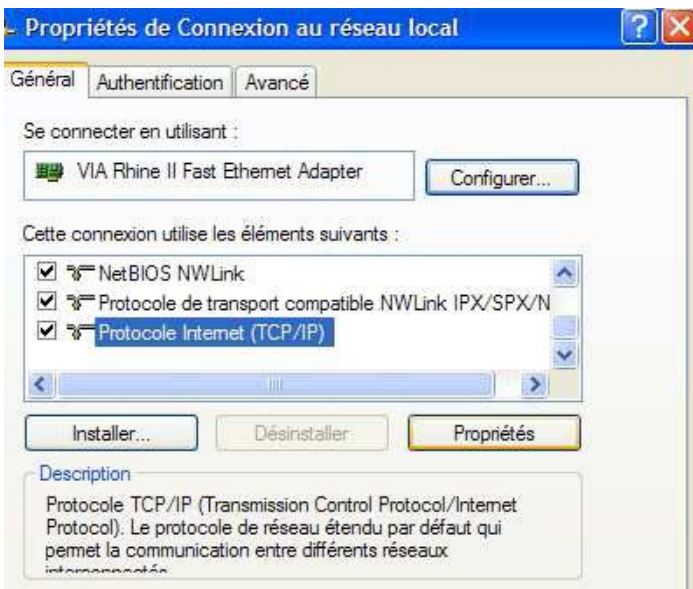 Propriétés de Connexion au réseau local
Général Authentification Avancé
Se connecter en utilisant :
VIA Rhine II Fast Ethernet Adapter Configurer...
Cette connexion utilise les éléments suivants :
NetBIOS NWLink
Protocole de transport compatible NWLink IPX/SPX/N
Protocole Internet (TCP/IP)
Installer... Désinstaller Propriétés
Description
Protocole TCP/IP (Transmission Control Protocol/Internet
Protocol). Le protocole de réseau étendu par défaut qui
permet la communication entre différents réseaux
interconnectés